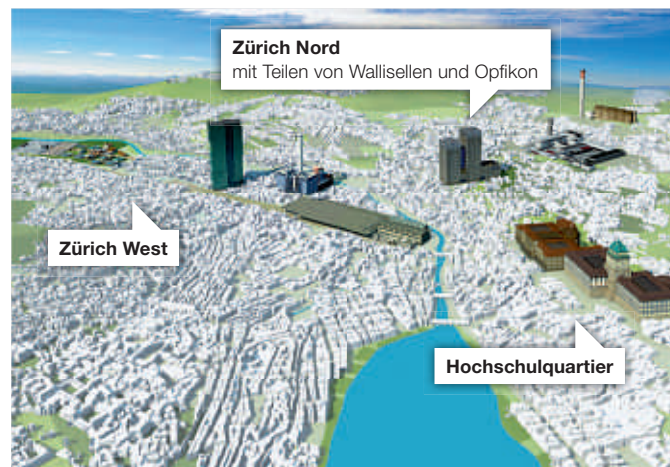 Zürich Nord
mit Teilen von Wallisellen und Opfikon
Zürich West
Hochschulquartier